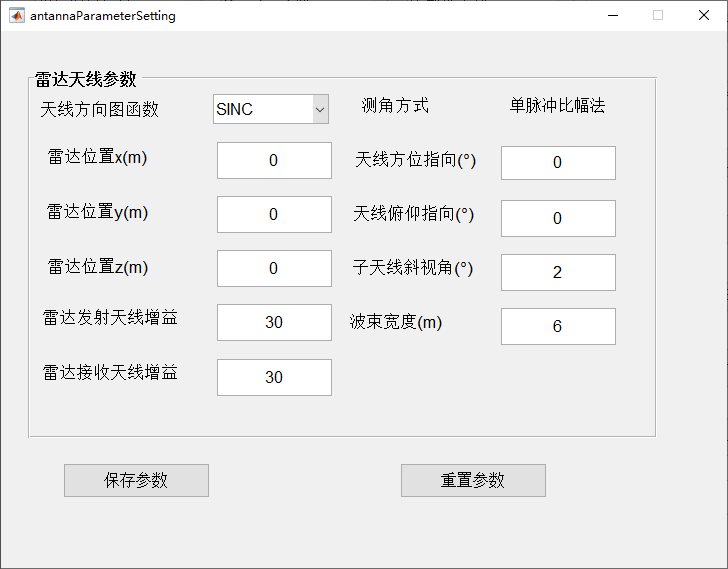 antannaParameterSetting
雷达天线参数
天线方向图函数 SINC 测角方式 单脉冲比幅法
雷达位置x(m) 0 天线方位指向(°) 0
雷达位置y(m) 0 天线俯仰指向(°) 0
雷达位置z(m) 0 子天线斜视角(°) 2
雷达发射天线增益 30 波束宽度(m) 6
雷达接收天线增益 30
保存参数 重置参数